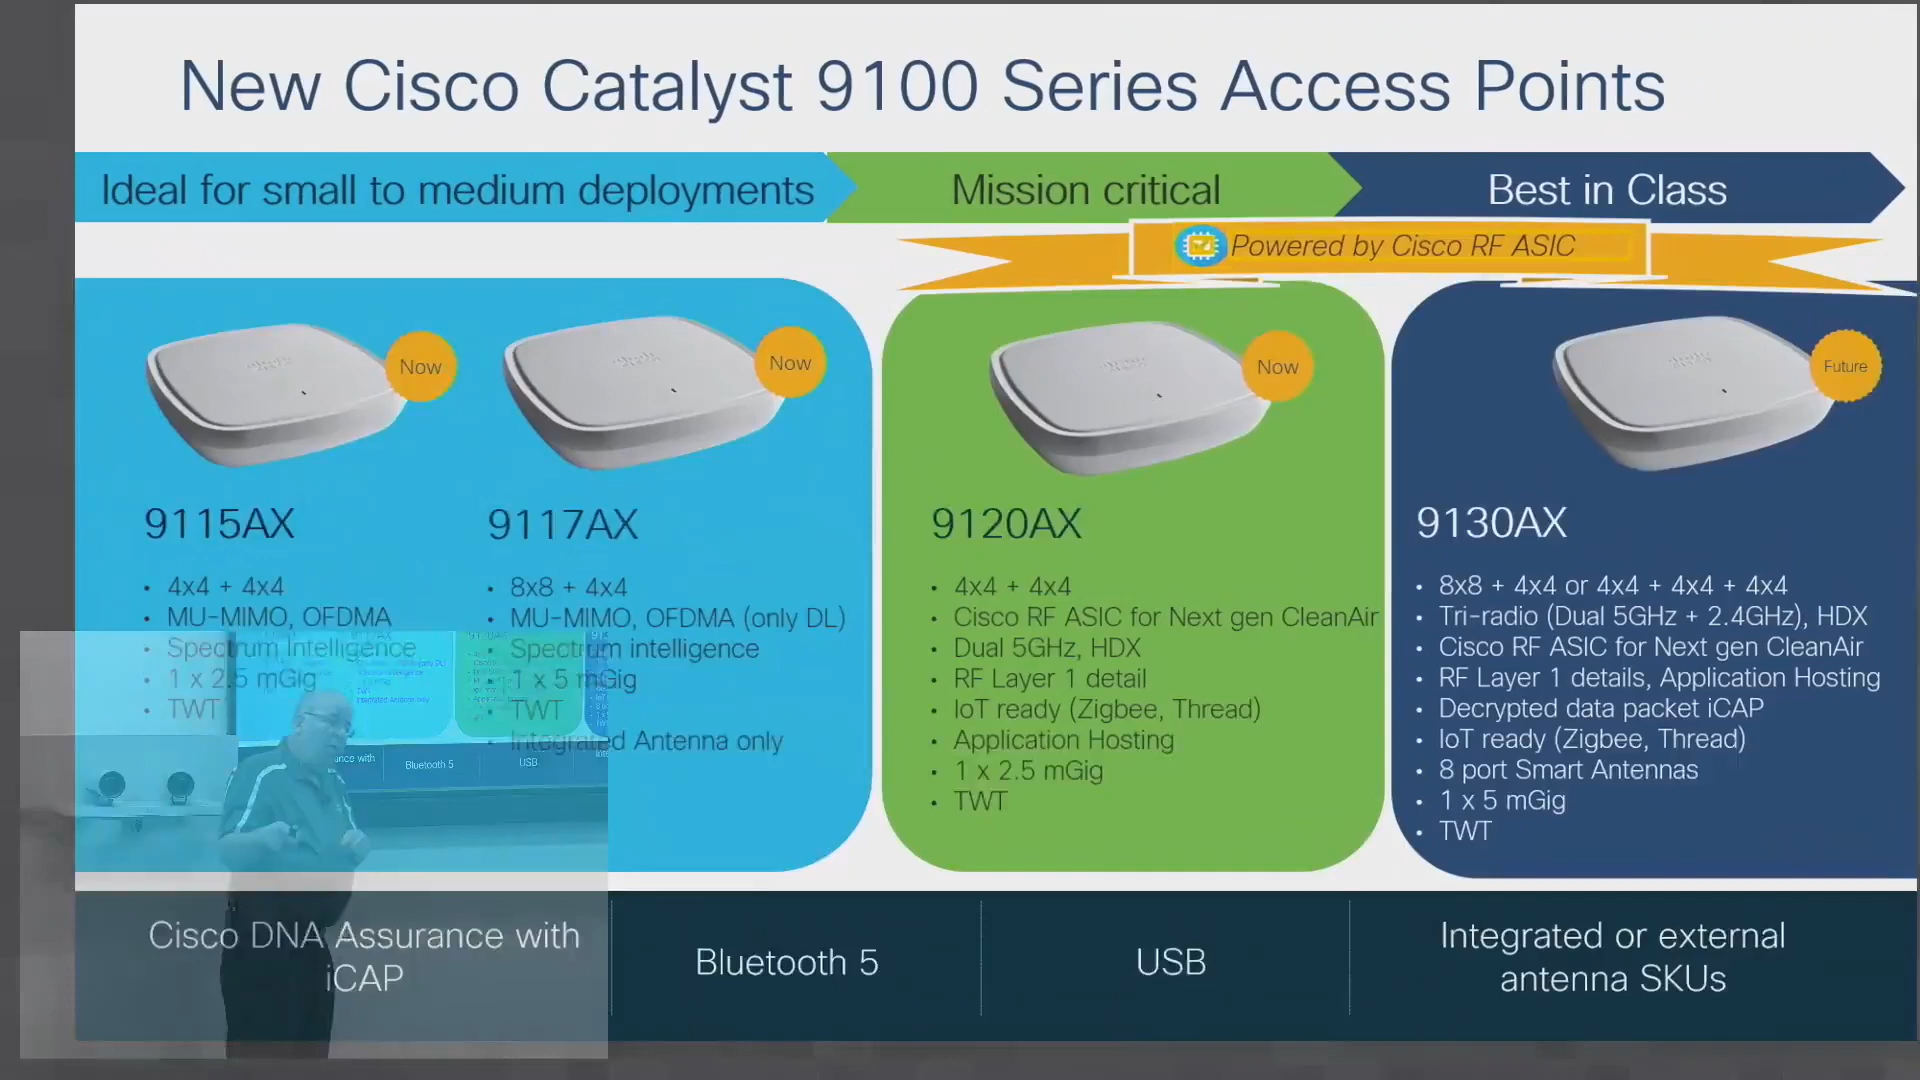 New Cisco Catalyst 9100 Series Access Points
Ideal for small to medium deployments
Mission critical
Best in Class
Powered by Cisco RF ASIC
Now
Now
Now
Future
9115AX
• 4x4 + 4x4
• MU-MIMO, OFDMA
• Spectrum Intelligence
• 1 x 2.5 mGig
• TWT
9117AX
• 8x8 + 4x4
• MU-MIMO, OFDMA (only DL)
• Spectrum intelligence
• 1 x 5 mGig
• TWT
• Integrated Antenna only
9120AX
• 4x4 + 4x4
• Cisco RF ASIC for Next gen CleanAir
• Dual 5GHz, HDX
• RF Layer 1 detail
• IoT ready (Zigbee, Thread)
• Application Hosting
• 1 x 2.5 mGig
• TWT
9130AX
• 8x8 + 4x4 or 4x4 + 4x4 + 4x4
• Tri-radio (Dual 5GHz + 2.4GHz), HDX
• Cisco RF ASIC for Next gen CleanAir
• RF Layer 1 details, Application Hosting
• Decrypted data packet iCAP
• IoT ready (Zigbee, Thread)
• 8 port Smart Antennas
• 1 x 5 mGig
• TWT
ance with
Bluetooth 5
USB
Cisco DNA Assurance with
iCAP
Bluetooth 5
USB
Integrated or external
antenna SKUs